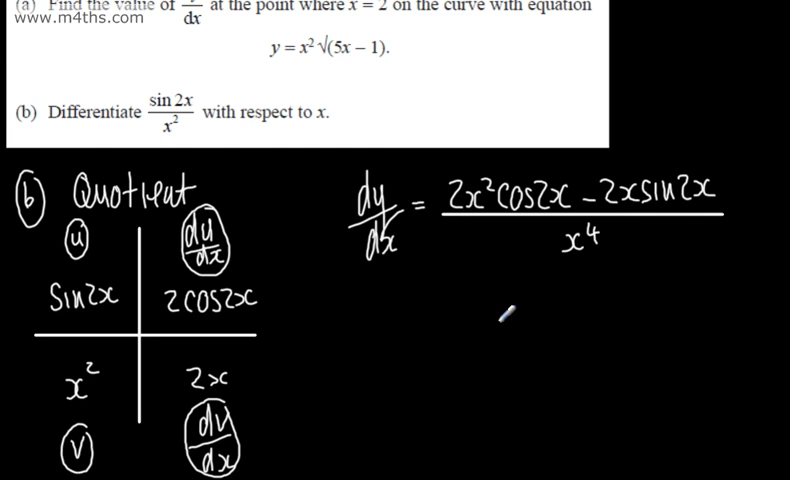 (a) Find the value of dy/dx at the point where x = 2 on the curve with equation
www.m4ths.com
y = x² √(5x – 1).
(b) Differentiate sin 2x / x² with respect to x.
(b) Quotient
dy/dx = (2x²cos2x - 2xsin2x) / x⁴
u du/dx
Sin2x 2cos2x
x² 2x
v dv/dx